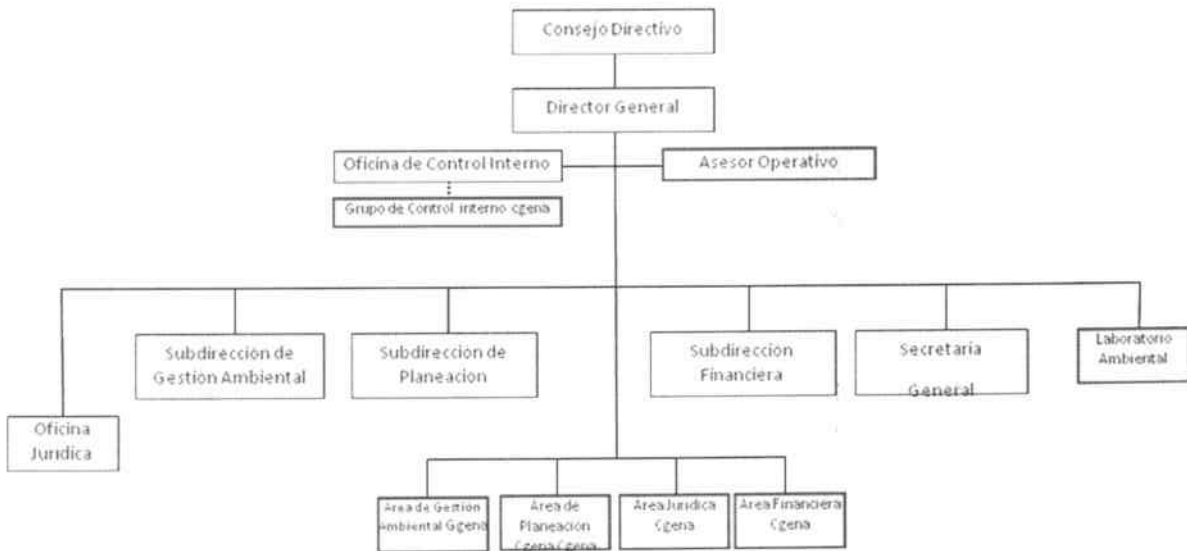 Consejo Directivo
Director General
Oficina de Control Interno
Asesor Operativo
Grupo de Control interno cgena
Subdireccion de
Gestión Ambiental
Subdireccion de
Planeacion
Subdireccion
Financiera
Secretaria
General
Laboratorio
Ambiental
Oficina
Juridica
Area de Gestion
Ambiental Ggena
Area de
Planeacion
Cgena Cgena
Area Juridica
Cgena
Area Financiera
Cgena